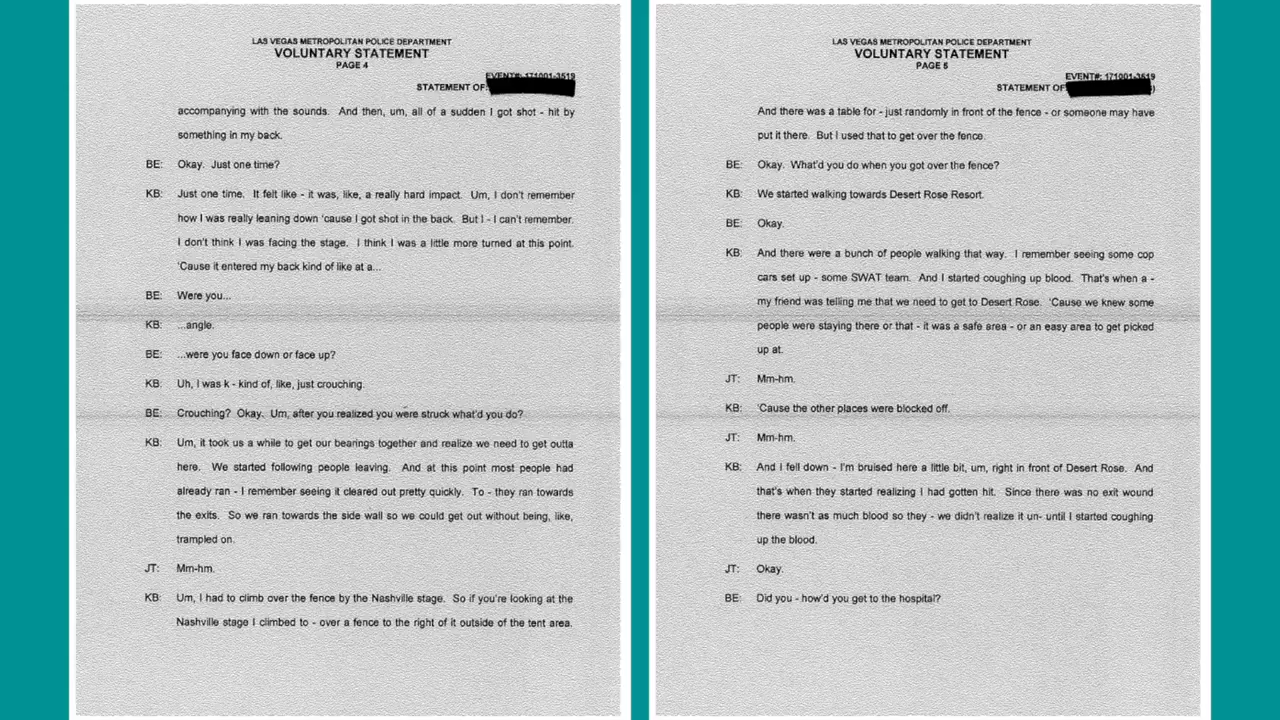 LAS VEGAS METROPOLITAN POLICE DEPARTMENT
VOLUNTARY STATEMENT
PAGE 4
EVENT#: 171001-3519
STATEMENT OF:
accompanying with the sounds. And then, um, all of a sudden I got shot - hit by
something in my back.
BE: Okay. Just one time?
KB: Just one time. It felt like - it was, like, a really hard impact. Um, I don't remember
how I was really leaning down 'cause I got shot in the back. But I - I can't remember.
I don't think I was facing the stage. I think I was a little more turned at this point.
'Cause it entered my back kind of like at a...
BE: Were you...
KB: ...angle.
BE: ...were you face down or face up?
KB: Uh, I was k - kind of, like, just crouching.
BE: Crouching? Okay. Um, after you realized you were struck what'd you do?
KB: Um, it took us a while to get our bearings together and realize we need to get outta
here. We started following people leaving. And at this point most people had
already ran - I remember seeing it cleared out pretty quickly. To - they ran towards
the exits. So we ran towards the side wall so we could get out without being, like,
trampled on.
JT: Mm-hm.
KB: Um, I had to climb over the fence by the Nashville stage. So if you're looking at the
Nashville stage I climbed to - over a fence to the right of it outside of the tent area.
LAS VEGAS METROPOLITAN POLICE DEPARTMENT
VOLUNTARY STATEMENT
PAGE 5
EVENT#: 171001-3519
STATEMENT OF
And there was a table for - just randomly in front of the fence - or someone may have
put it there. But I used that to get over the fence.
BE: Okay. What'd you do when you got over the fence?
KB: We started walking towards Desert Rose Resort.
BE: Okay.
KB: And there were a bunch of people walking that way. I remember seeing some cop
cars set up - some SWAT team. And I started coughing up blood. That's when a -
my friend was telling me that we need to get to Desert Rose. 'Cause we knew some
people were staying there or that - it was a safe area - or an easy area to get picked
up at.
JT: Mm-hm.
KB: 'Cause the other places were blocked off.
JT: Mm-hm.
KB: And I fell down - I'm bruised here a little bit, um, right in front of Desert Rose. And
that's when they started realizing I had gotten hit. Since there was no exit wound
there wasn't as much blood so they - we didn't realize it un- until I started coughing
up the blood.
JT: Okay.
BE: Did you - how'd you get to the hospital?